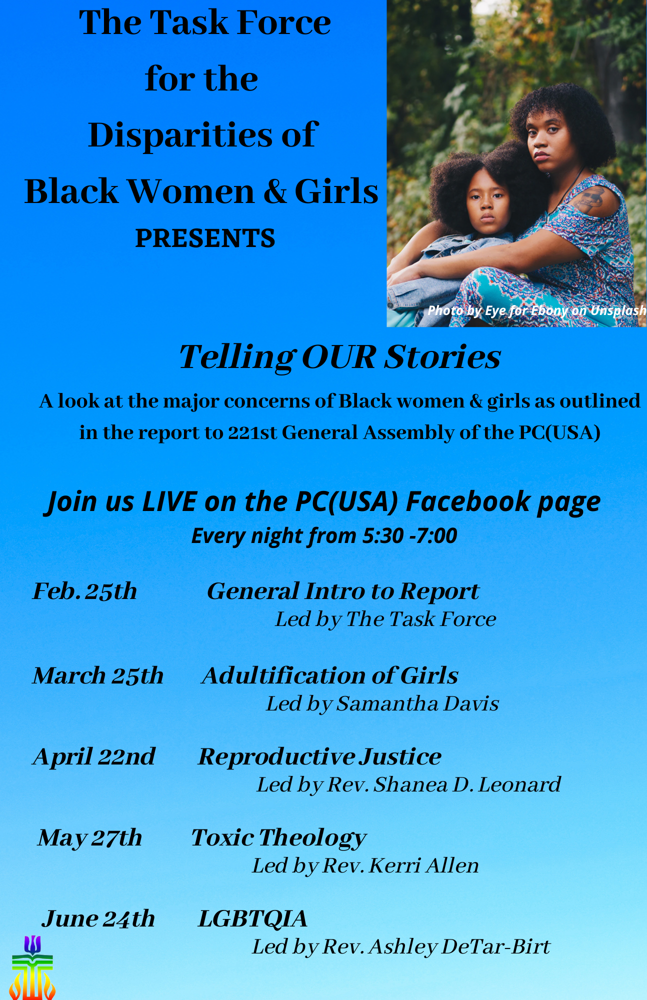 The Task Force
for the
Disparities of
Black Women & Girls
PRESENTS
Photo by Eye for Ebony on Unsplash
Telling OUR Stories
A look at the major concerns of Black women & girls as outlined
in the report to 221st General Assembly of the PC(USA)
Join us LIVE on the PC(USA) Facebook page
Every night from 5:30 -7:00
Feb. 25th General Intro to Report
Led by The Task Force
March 25th Adultification of Girls
Led by Samantha Davis
April 22nd Reproductive Justice
Led by Rev. Shanea D. Leonard
May 27th Toxic Theology
Led by Rev. Kerri Allen
June 24th LGBTQIA
Led by Rev. Ashley DeTar-Birt